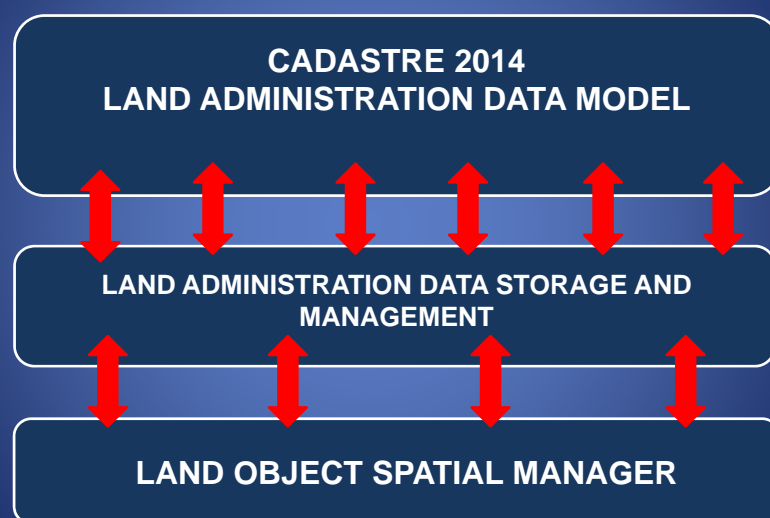 CADASTRE 2014
LAND ADMINISTRATION DATA MODEL
LAND ADMINISTRATION DATA STORAGE AND
MANAGEMENT
LAND OBJECT SPATIAL MANAGER